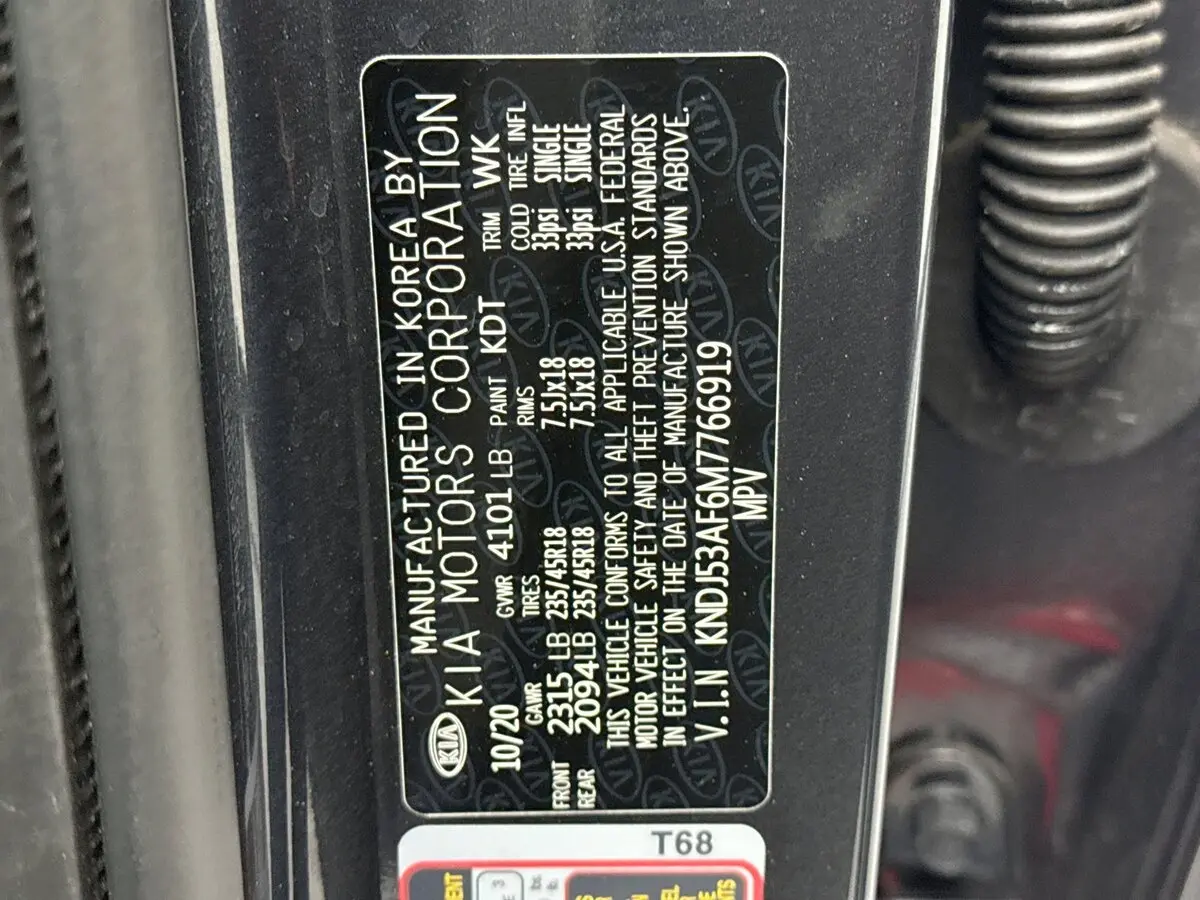 KIA
MANUFACTURED IN KOREA BY
KIA MOTORS CORPORATION
10/20 GVWR 4101 LB PAINT KDT TRIM WK
GAWR TIRES RIMS COLD TIRE INFL
FRONT 2315 LB 235/45R18 7.5Jx18 33psi SINGLE
REAR 2094 LB 235/45R18 7.5Jx18 33psi SINGLE
THIS VEHICLE CONFORMS TO ALL APPLICABLE U.S.A. FEDERAL
MOTOR VEHICLE SAFETY AND THEFT PREVENTION STANDARDS
IN EFFECT ON THE DATE OF MANUFACTURE SHOWN ABOVE.
V.I.N KNDJ53AF6M7766919
MPV
T68